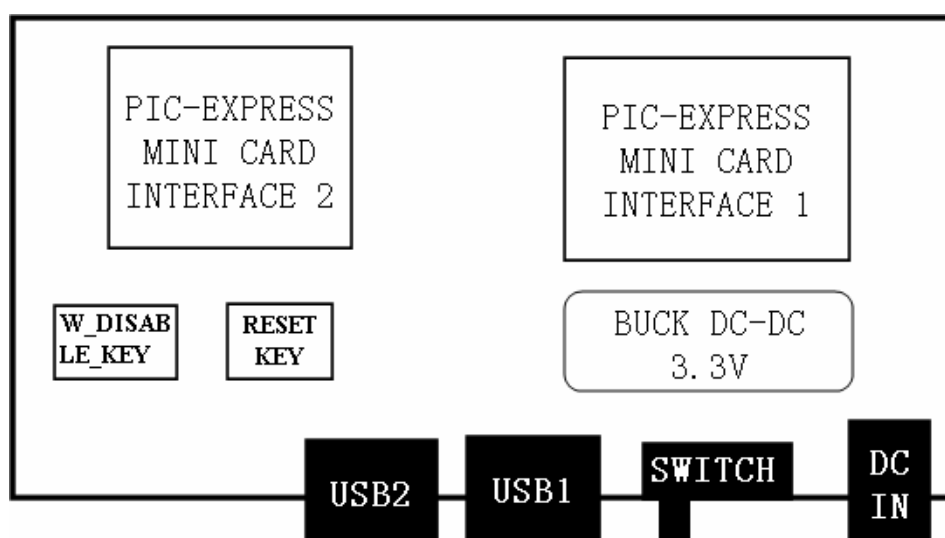 PIC-EXPRESS
MINI CARD
INTERFACE 2
PIC-EXPRESS
MINI CARD
INTERFACE 1
W_DISAB
LE_KEY
RESET
KEY
BUCK DC-DC
3.3V
USB2
USB1
SWITCH
DC
IN